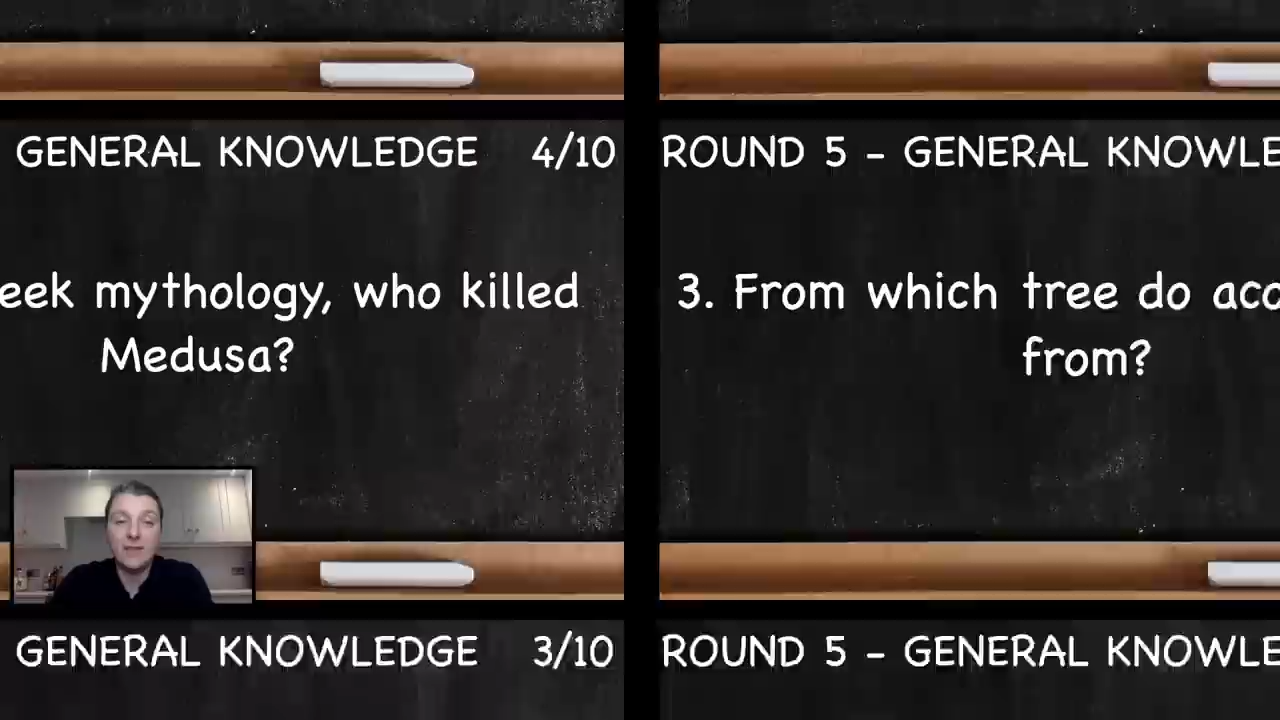 GENERAL KNOWLEDGE 4/10
eek mythology, who killed
Medusa?
ROUND 5 - GENERAL KNOWLE
3. From which tree do aco
from?
GENERAL KNOWLEDGE 3/10
ROUND 5 - GENERAL KNOWLE